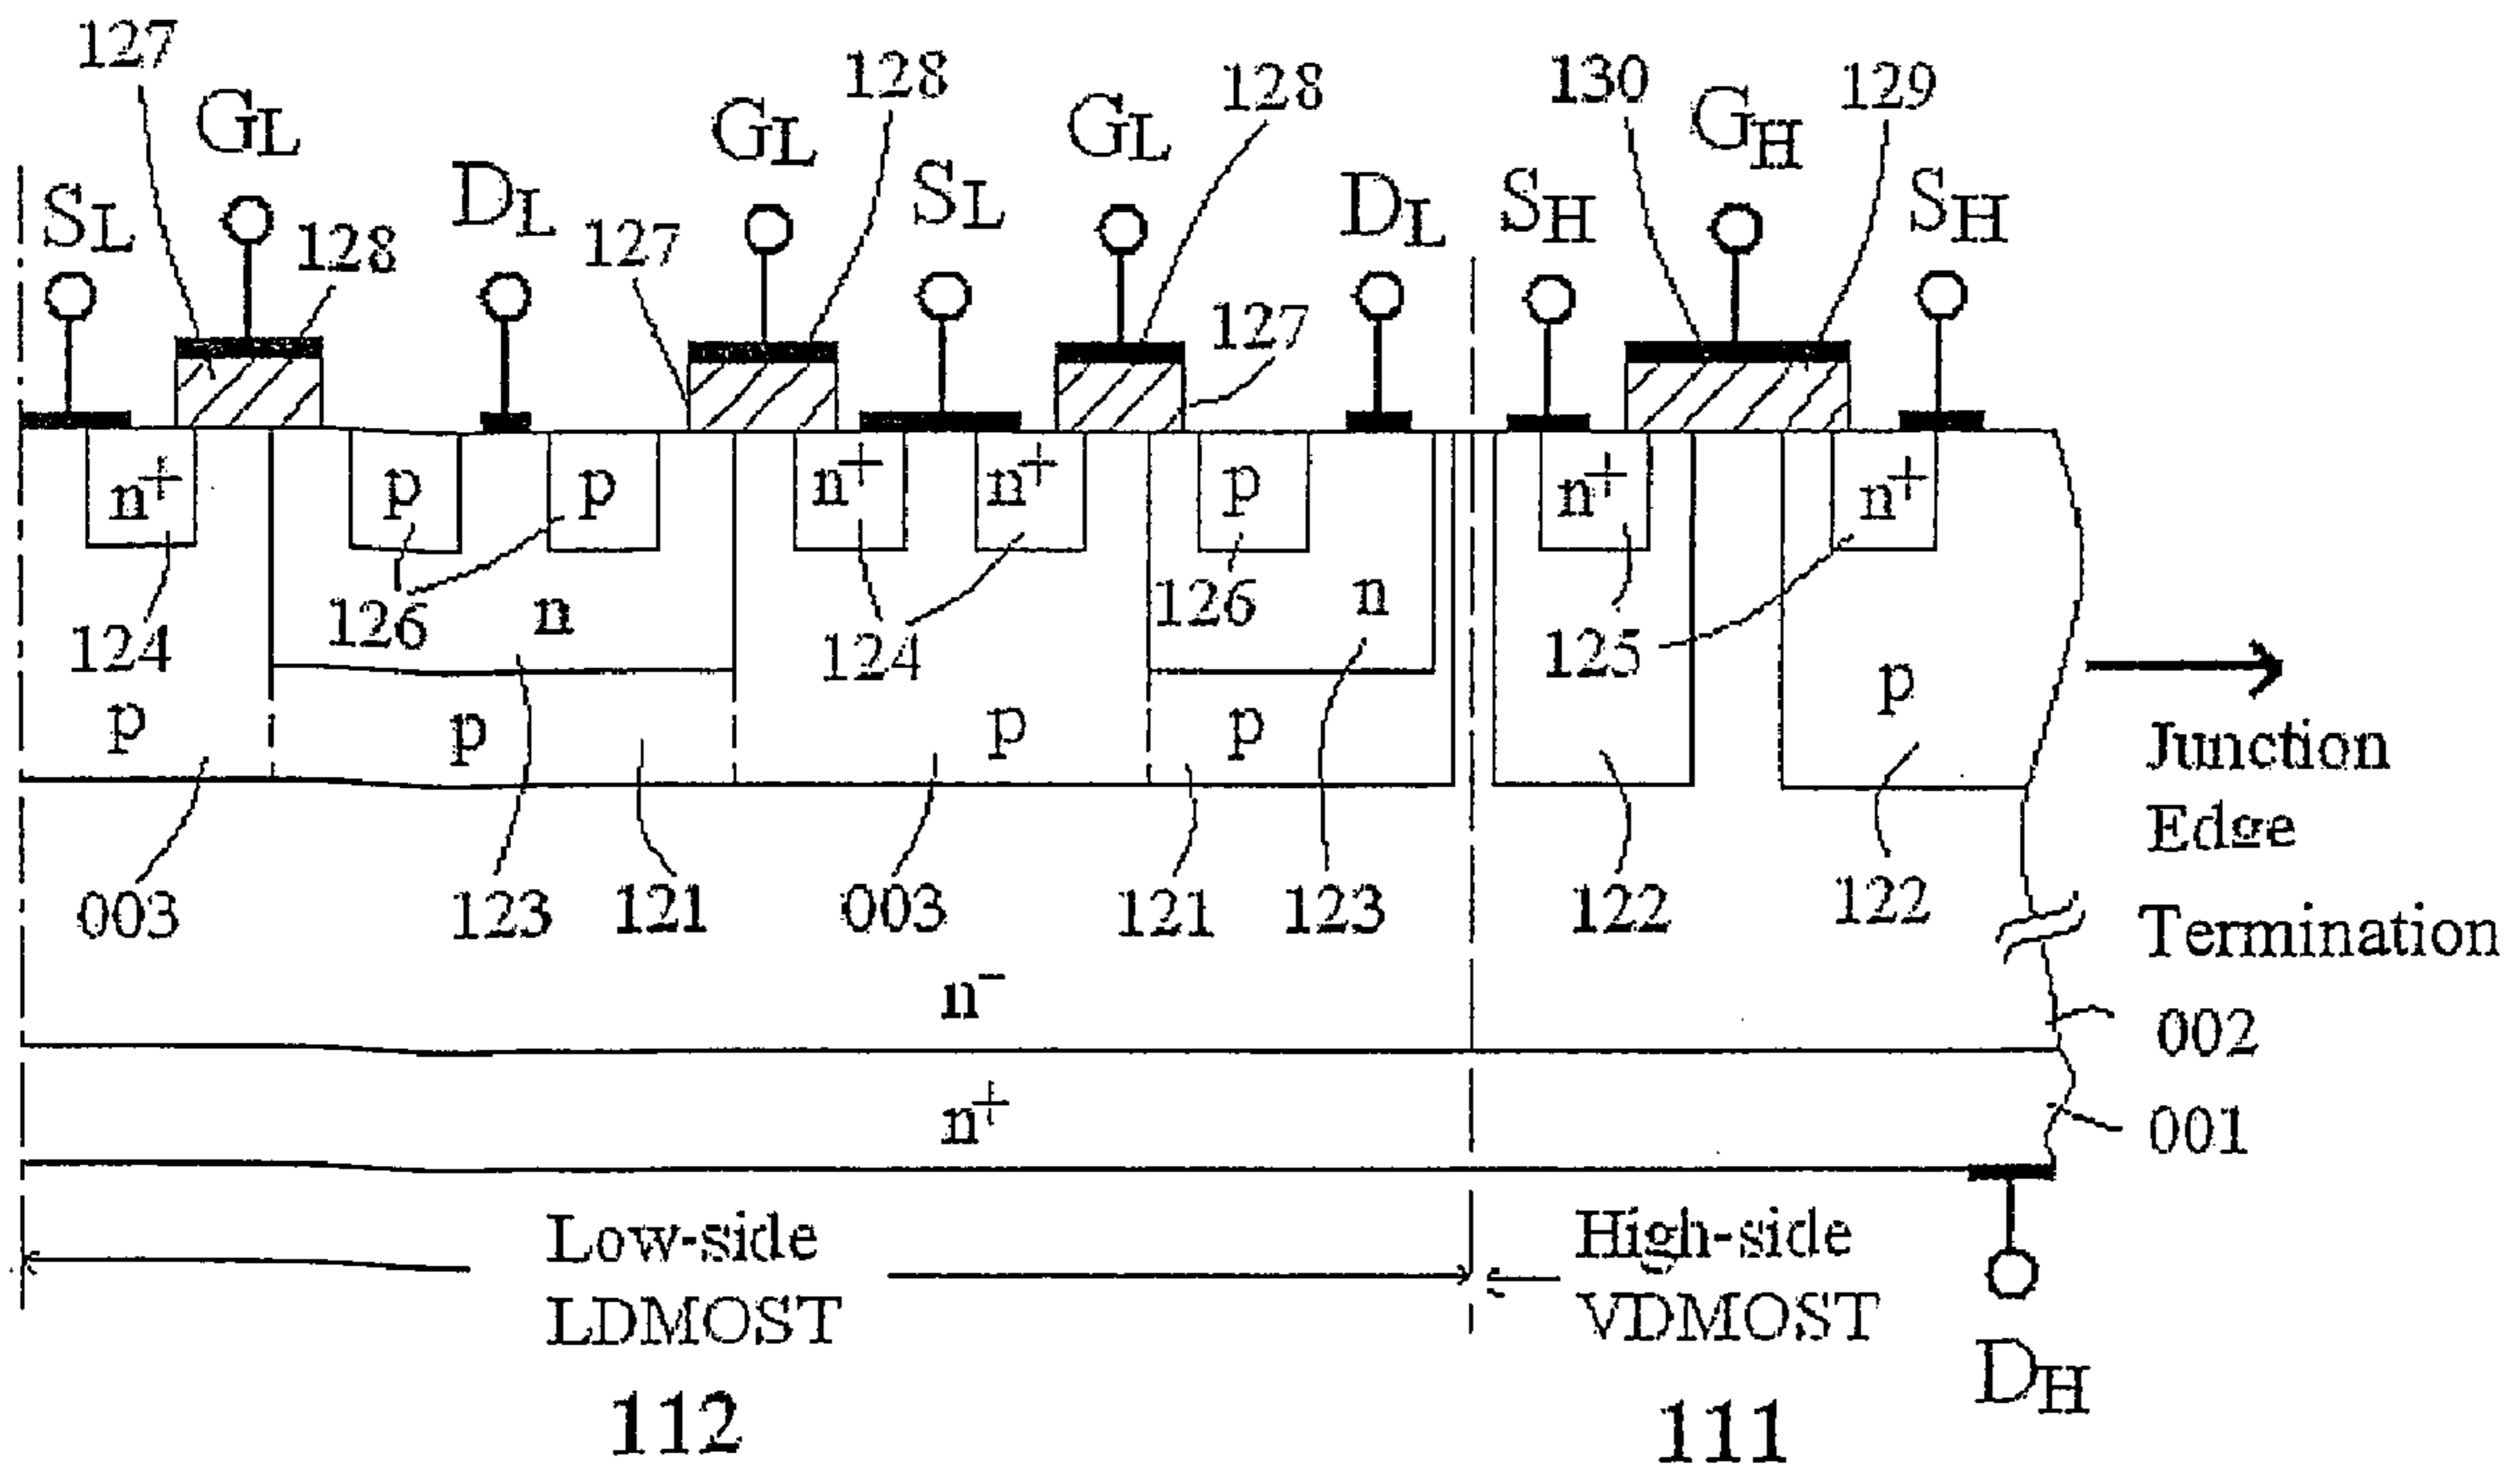 127 128 128 130 129
GL GL GL GH
SL 128 DL 127 SL 127 DL SH SH
n+ p p n+ n+ p n+ n+
124 126 n 124 126 n 125
p p p p p
Junction
Edge
Termination
003 123 121 003 121 123 122 122
n−
002
n+
001
Low-side
LDMOST
112
High-side
VDMOST
111
DH